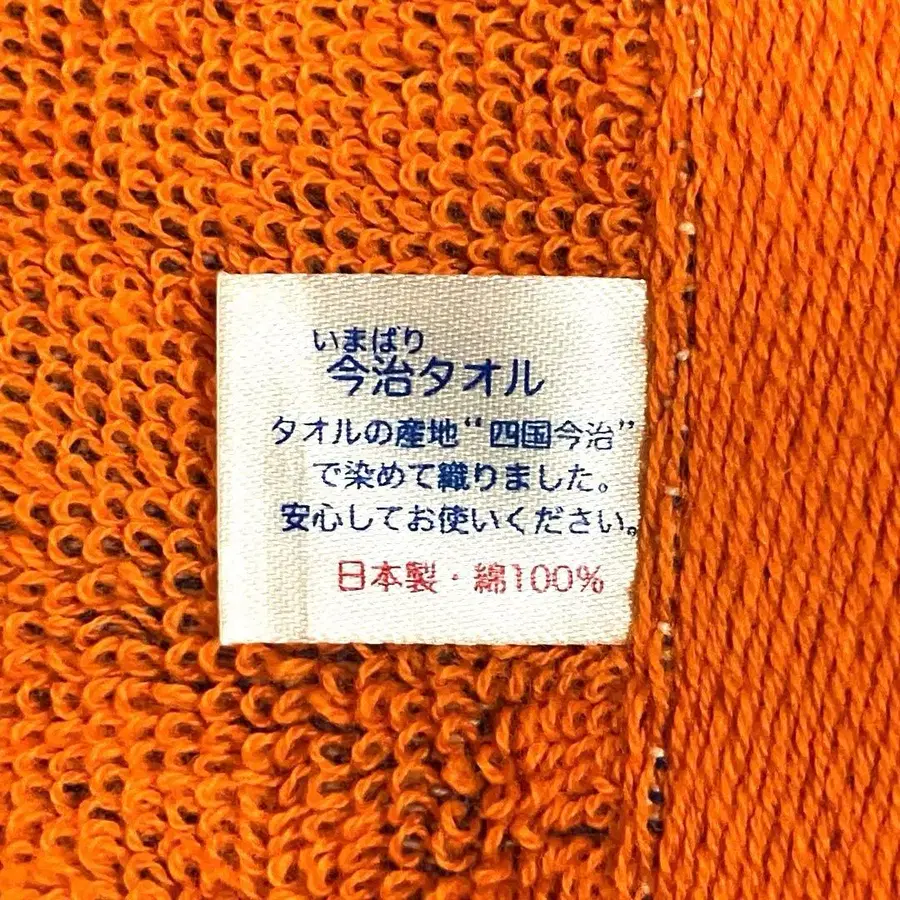 いまばり
今治タオル
タオルの産地“四国今治”
で染めて織りました。
安心してお使いください。
日本製・綿100%